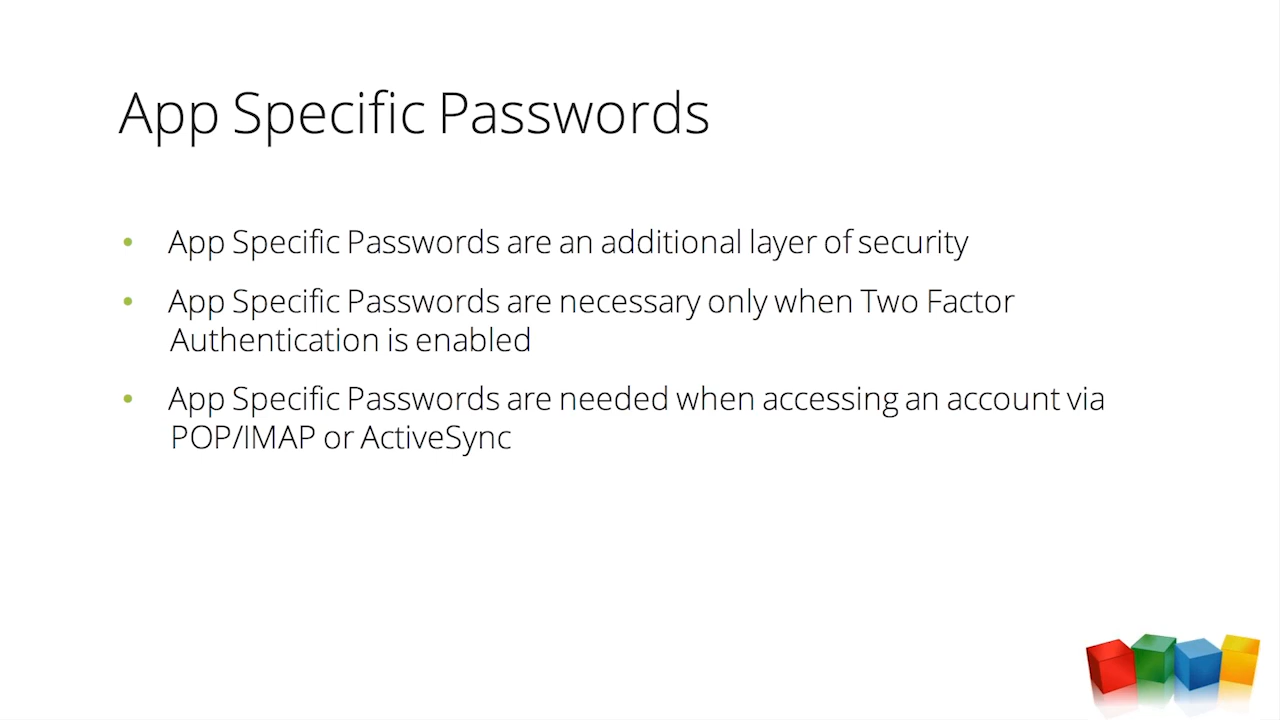 App Specific Passwords
• App Specific Passwords are an additional layer of security
• App Specific Passwords are necessary only when Two Factor
Authentication is enabled
• App Specific Passwords are needed when accessing an account via
POP/IMAP or ActiveSync